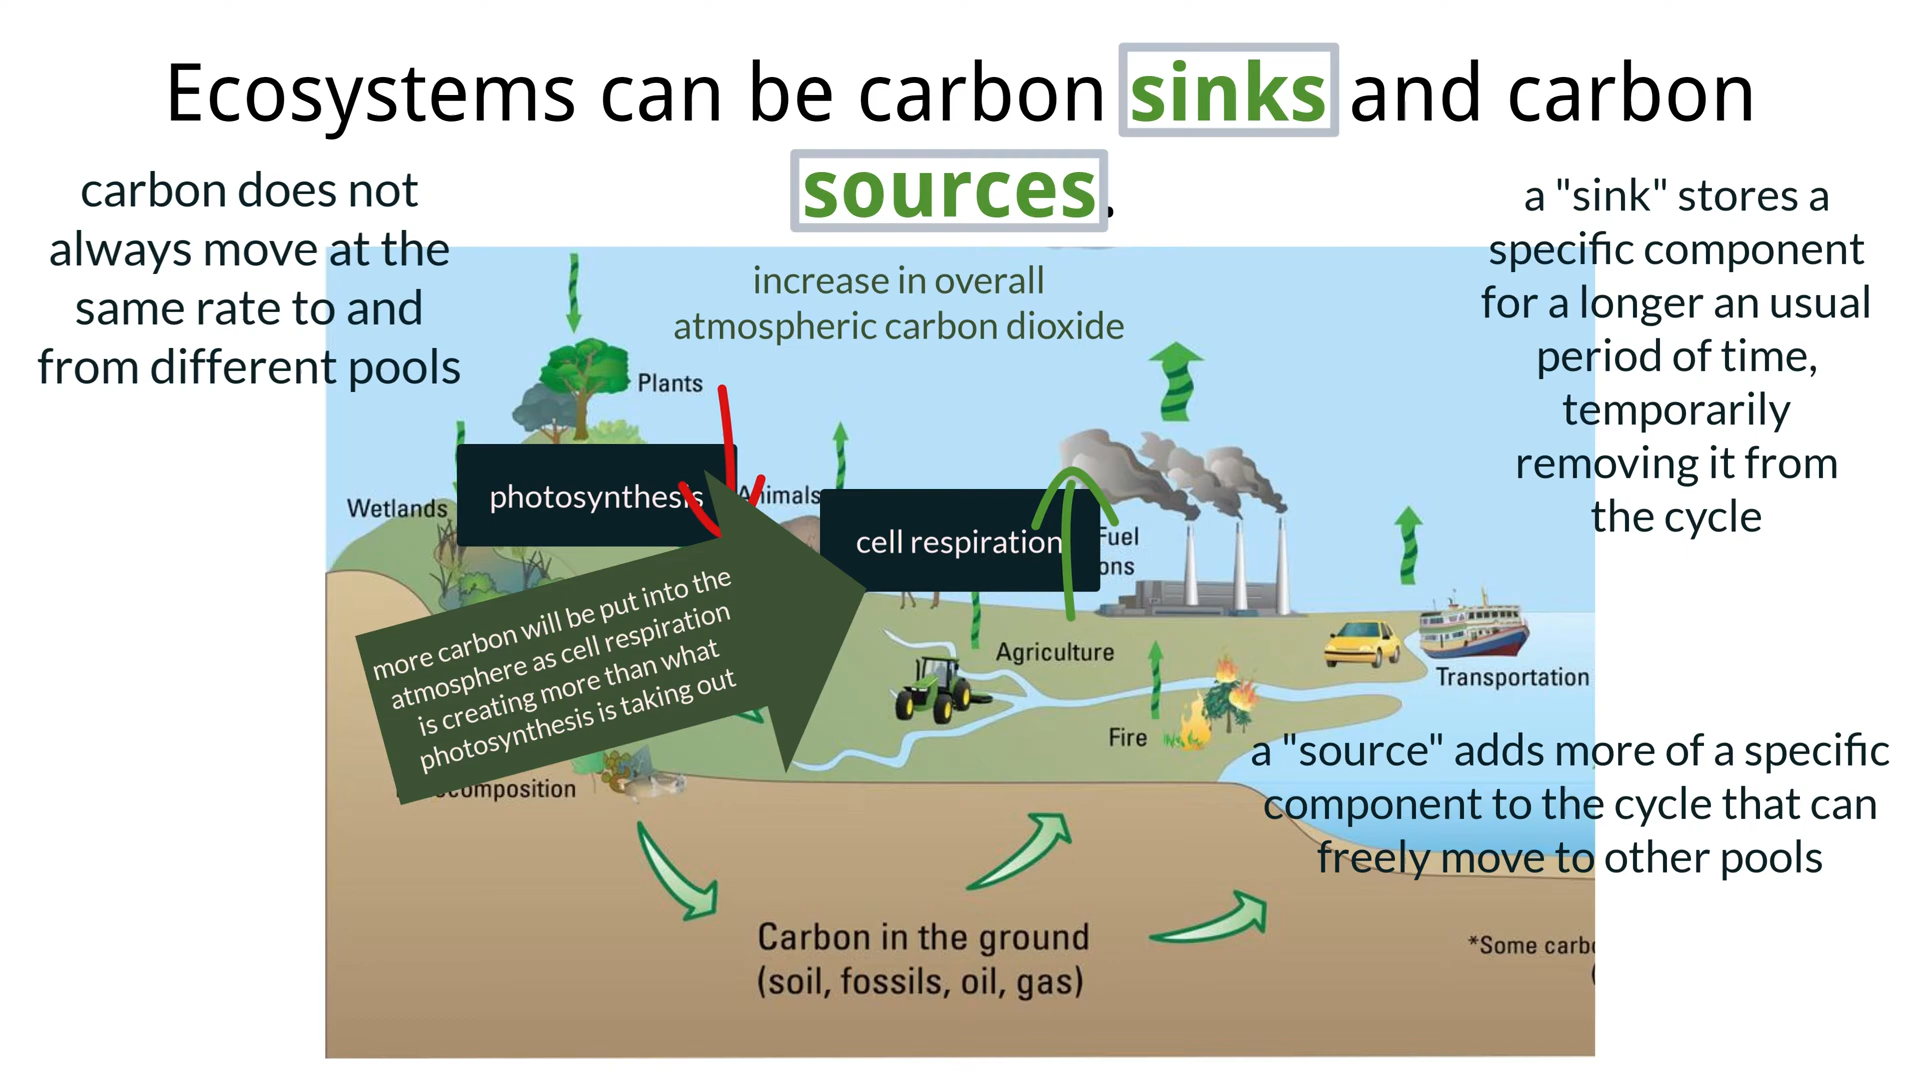 Ecosystems can be carbon sinks and carbon
sources.
carbon does not
always move at the
same rate to and
from different pools
a "sink" stores a
specific component
for a longer an usual
period of time,
temporarily
removing it from
the cycle
increase in overall
atmospheric carbon dioxide
Plants
photosynthesis
Animals
Wetlands
cell respiration
Fuel
more carbon will be put into the
atmosphere as cell respiration
is creating more than what
photosynthesis is taking out
Agriculture
Transportation
Fire
a "source" adds more of a specific
component to the cycle that can
freely move to other pools
Carbon in the ground
(soil, fossils, oil, gas)
*Some